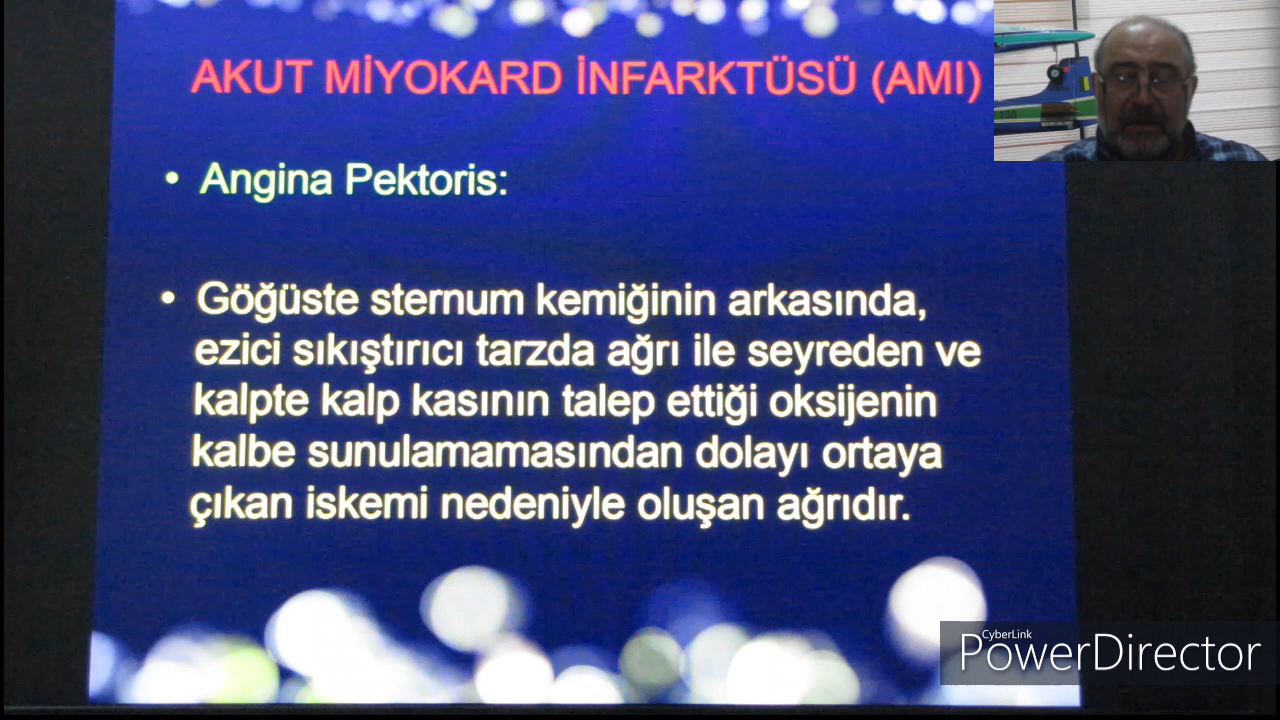 AKUT MİYOKARD İNFARKTÜSÜ (AMI)
• Angina Pektoris:
• Göğüste sternum kemiğinin arkasında,
ezici sıkıştırıcı tarzda ağrı ile seyreden ve
kalpte kalp kasının talep ettiği oksijenin
kalbe sunulamamasından dolayı ortaya
çıkan iskemi nedeniyle oluşan ağrıdır.
CyberLink
PowerDirector